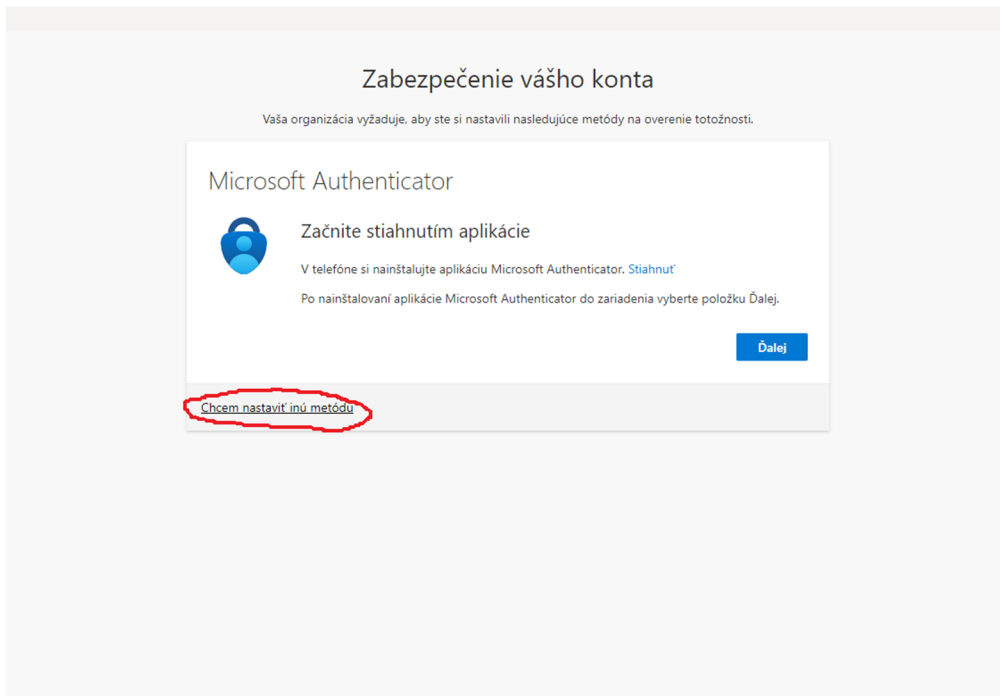 Zabezpečenie vášho konta
Vaša organizácia vyžaduje, aby ste si nastavili nasledujúce metódy na overenie totožnosti.
Microsoft Authenticator
Začnite stiahnutím aplikácie
V telefóne si nainštalujte aplikáciu Microsoft Authenticator. Stiahnuť
Po nainštalovaní aplikácie Microsoft Authenticator do zariadenia vyberte položku Ďalej.
Ďalej
Chcem nastaviť inú metódu